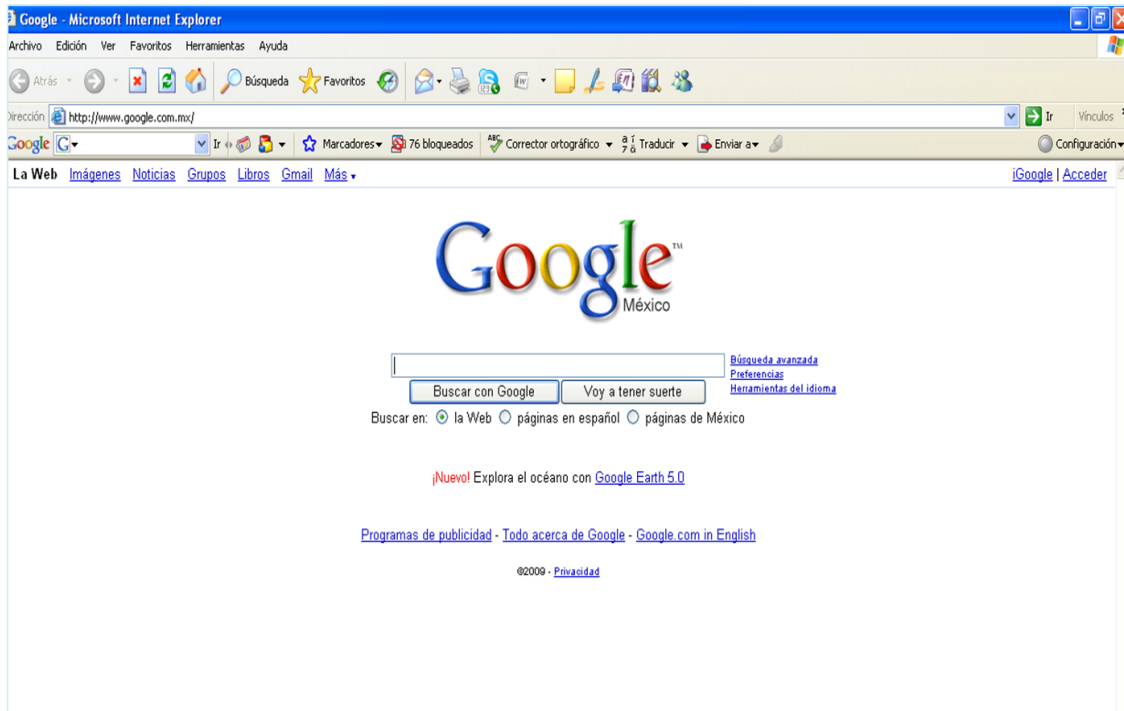 Google - Microsoft Internet Explorer
Archivo Edición Ver Favoritos Herramientas Ayuda
Atrás Búsqueda Favoritos
Dirección http://www.google.com.mx/ Ir Vínculos
Google G Ir Marcadores 76 bloqueados ABC Corrector ortográfico Traducir Enviar a Configuración
La Web Imágenes Noticias Grupos Libros Gmail Más iGoogle | Acceder
Google™
México
Búsqueda avanzada
Preferencias
Buscar con Google Voy a tener suerte Herramientas del idioma
Buscar en: la Web páginas en español páginas de México
¡Nuevo! Explora el océano con Google Earth 5.0
Programas de publicidad - Todo acerca de Google - Google.com in English
©2009 - Privacidad